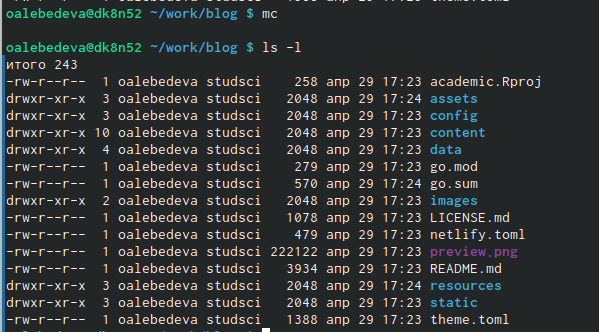 oalebedeva@dk8n52 ~/work/blog $ mc
oalebedeva@dk8n52 ~/work/blog $ ls -l
итого 243
-rw-r--r-- 1 oalebedeva studsci 258 апр 29 17:23 academic.Rproj
drwxr-xr-x 3 oalebedeva studsci 2048 апр 29 17:24 assets
drwxr-xr-x 3 oalebedeva studsci 2048 апр 29 17:23 config
drwxr-xr-x 10 oalebedeva studsci 2048 апр 29 17:23 content
drwxr-xr-x 4 oalebedeva studsci 2048 апр 29 17:23 data
-rw-r--r-- 1 oalebedeva studsci 279 апр 29 17:23 go.mod
-rw-r--r-- 1 oalebedeva studsci 570 апр 29 17:24 go.sum
drwxr-xr-x 2 oalebedeva studsci 2048 апр 29 17:23 images
-rw-r--r-- 1 oalebedeva studsci 1078 апр 29 17:23 LICENSE.md
-rw-r--r-- 1 oalebedeva studsci 479 апр 29 17:23 netlify.toml
-rw-r--r-- 1 oalebedeva studsci 222122 апр 29 17:23 preview.png
-rw-r--r-- 1 oalebedeva studsci 3934 апр 29 17:23 README.md
drwxr-xr-x 3 oalebedeva studsci 2048 апр 29 17:24 resources
drwxr-xr-x 3 oalebedeva studsci 2048 апр 29 17:23 static
-rw-r--r-- 1 oalebedeva studsci 1388 апр 29 17:23 theme.toml